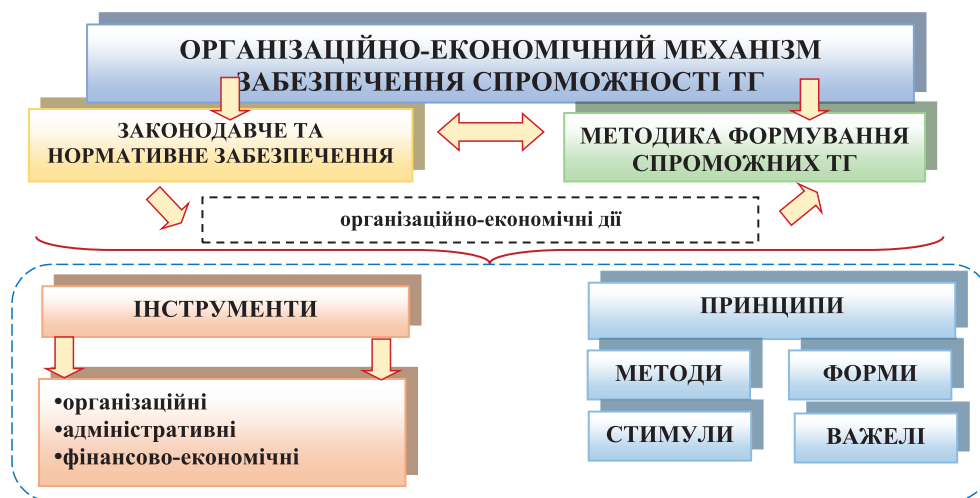 ОРГАНІЗАЦІЙНО-ЕКОНОМІЧНИЙ МЕХАНІЗМ
ЗАБЕЗПЕЧЕННЯ СПРОМОЖНОСТІ ТГ
ЗАКОНОДАВЧЕ ТА
НОРМАТИВНЕ ЗАБЕЗПЕЧЕННЯ
МЕТОДИКА ФОРМУВАННЯ
СПРОМОЖНИХ ТГ
організаційно-економічні дії
ІНСТРУМЕНТИ
•організаційні
•адміністративні
•фінансово-економічні
ПРИНЦИПИ
МЕТОДИ
ФОРМИ
СТИМУЛИ
ВАЖЕЛІ